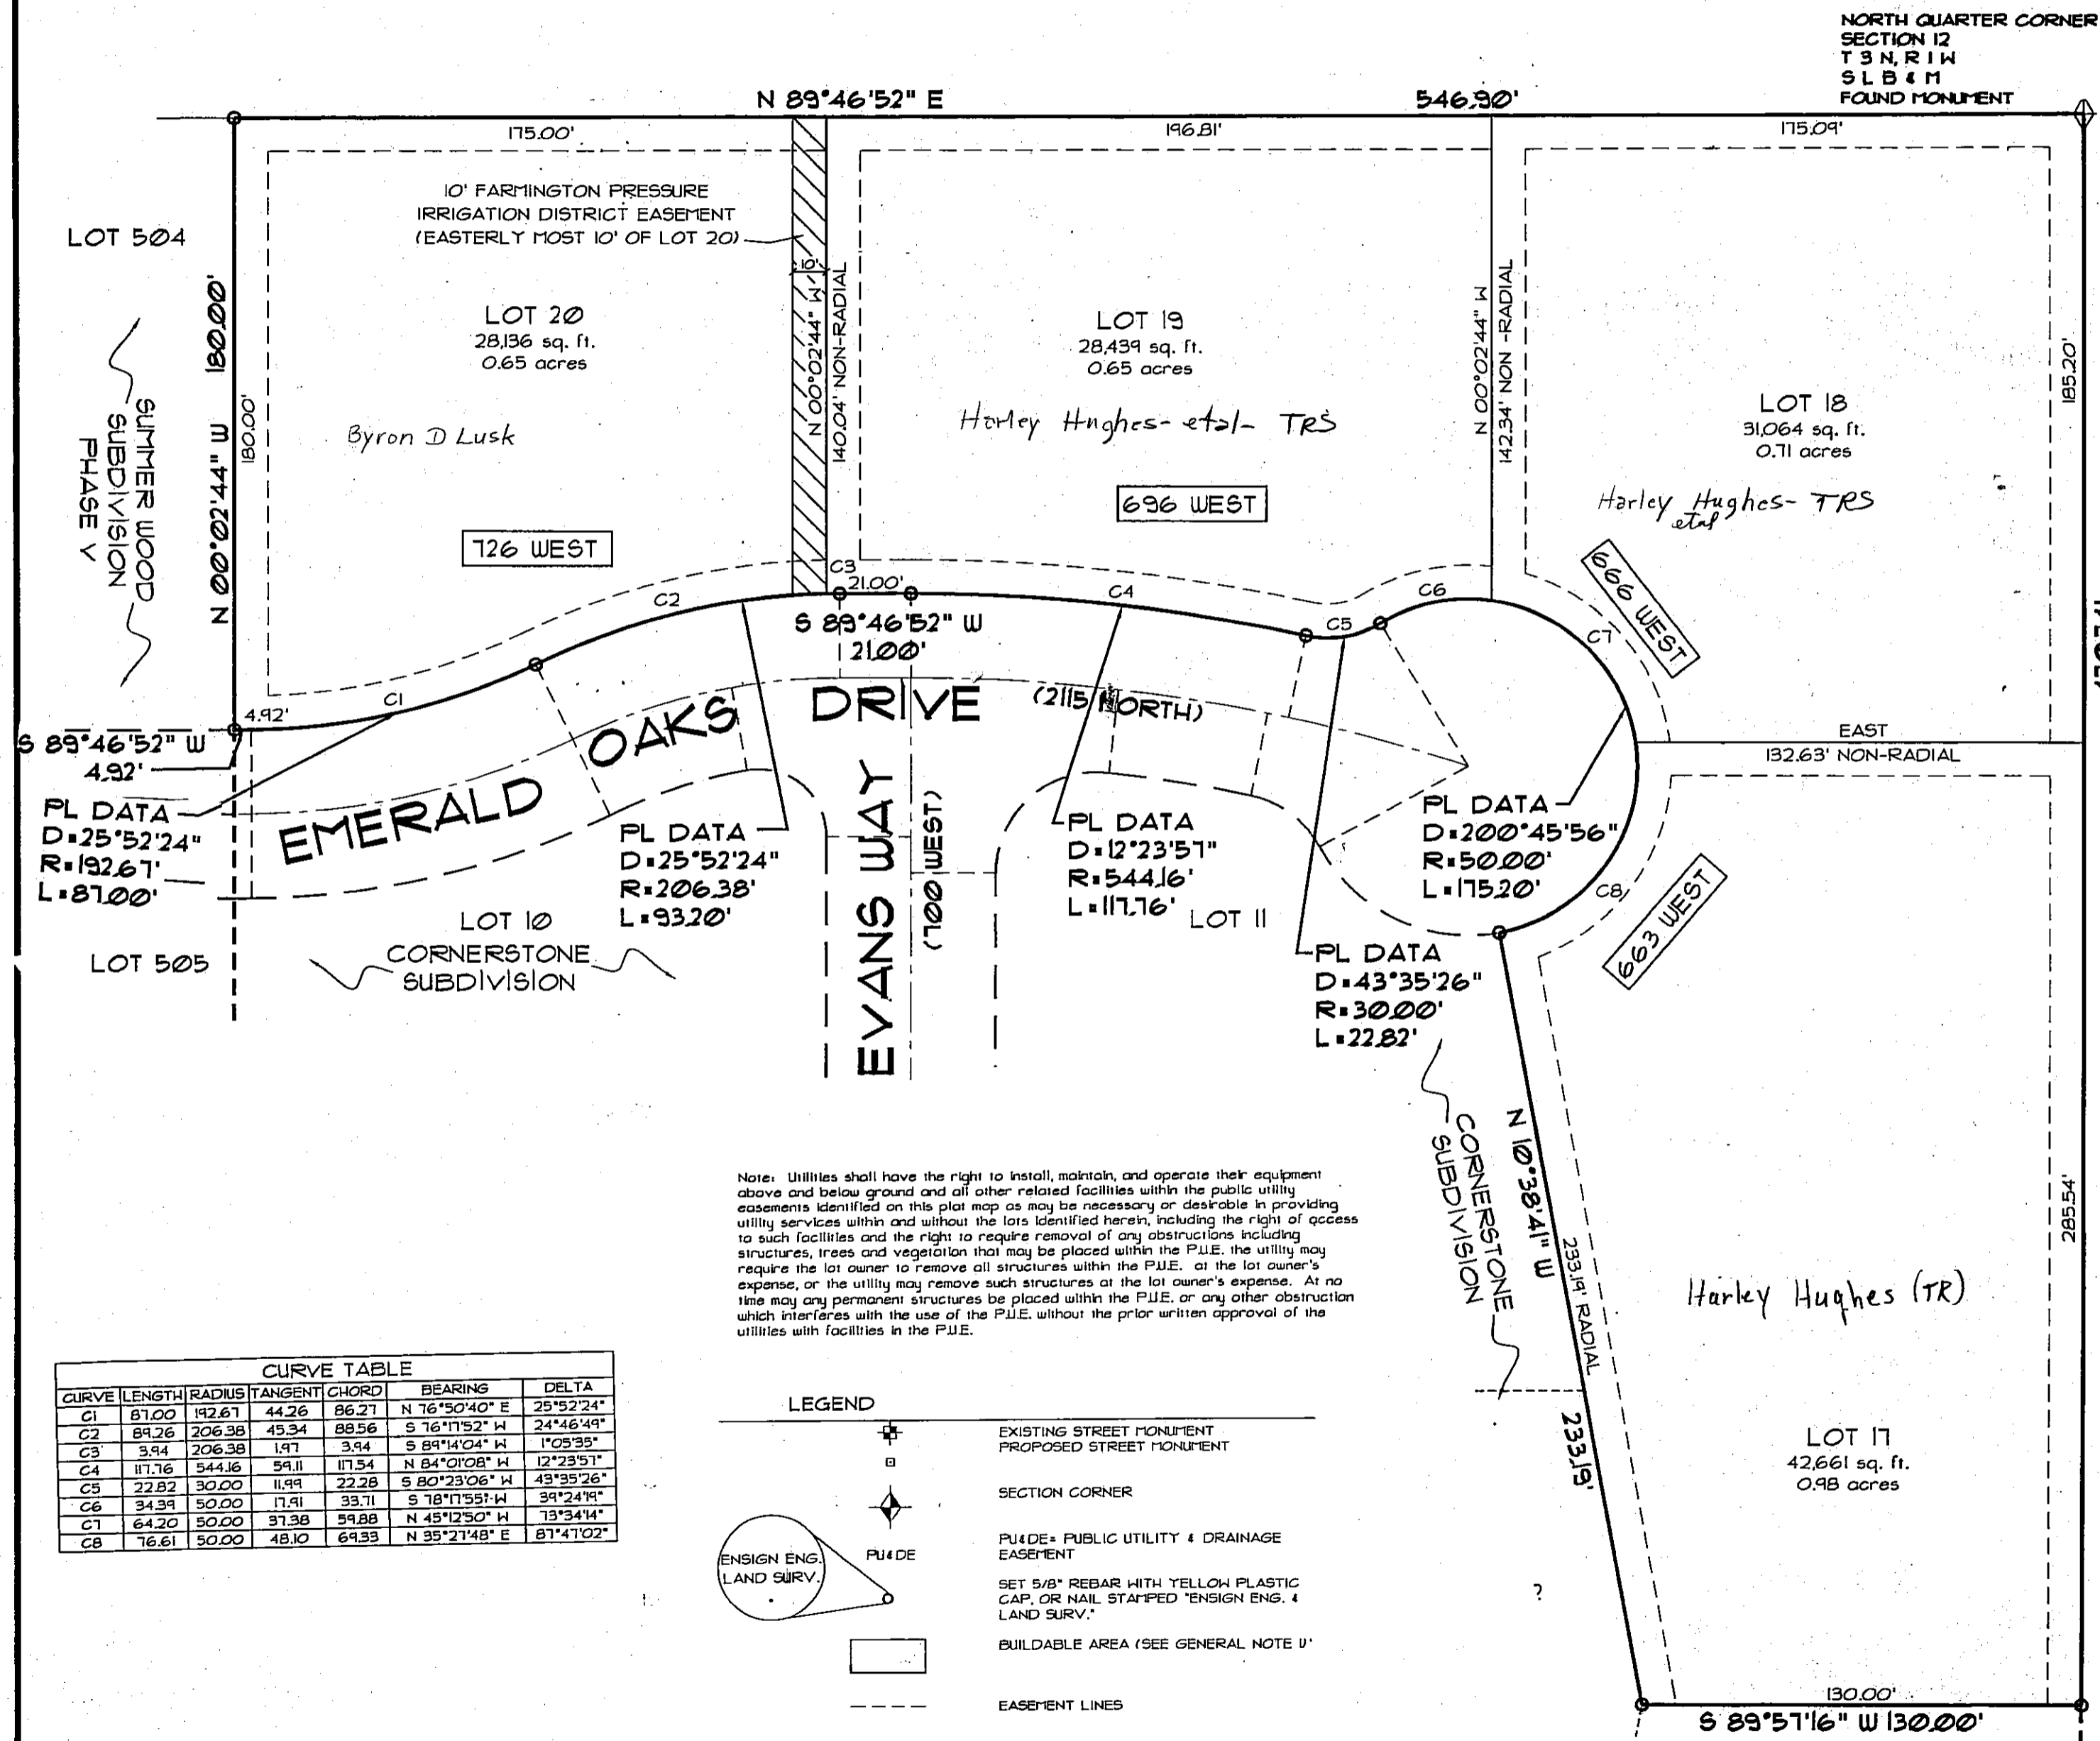 NORTH QUARTER CORNER
SECTION 12
T 3 N, R 1 W
S L B & M
FOUND MONUMENT
N 89°46'52" E
546.90'
175.00'
196.81'
175.09'
10' FARMINGTON PRESSURE
IRRIGATION DISTRICT EASEMENT
(EASTERLY MOST 10' OF LOT 20)
LOT 504
10'
LOT 20
28,136 sq. ft.
0.65 acres
Byron D Lusk
726 WEST
N 00°02'44" W 180.00'
180.00'
SUMMER WOOD
SUBDIVISION
PHASE V
N 00°02'44" W
140.04' NON-RADIAL
LOT 19
28,439 sq. ft.
0.65 acres
Harley Hughes- etal- TRS
696 WEST
N 00°02'44" W
142.34' NON-RADIAL
LOT 18
31,064 sq. ft.
0.71 acres
Harley Hughes- TRS
etal
666 WEST
185.20'
C3
21.00'
C2
C4
C6
C5
C7
S 89°46'52" W
21.00'
C1
4.92'
S 89°46'52" W
4.92'
EMERALD OAKS DRIVE (2115 NORTH)
EAST
132.63' NON-RADIAL
PL DATA
D=25°52'24"
R=192.67'
L=87.00'
PL DATA
D=25°52'24"
R=206.38'
L=93.20'
EVANS WAY
(700 WEST)
PL DATA
D=12°23'57"
R=544.16'
L=117.76'
PL DATA
D=200°45'56"
R=50.00'
L=175.20'
C8
663 WEST
LOT 10
CORNERSTONE
SUBDIVISION
LOT 11
LOT 505
PL DATA
D=43°35'26"
R=30.00'
L=22.82'
CORNERSTONE
SUBDIVISION
N 10°38'41" W
233.19' RADIAL
233.19'
285.54'
Note: Utilities shall have the right to install, maintain, and operate their equipment
above and below ground and all other related facilities within the public utility
easements identified on this plat map as may be necessary or desirable in providing
utility services within and without the lots identified herein, including the right of access
to such facilities and the right to require removal of any obstructions including
structures, trees and vegetation that may be placed within the P.U.E. the utility may
require the lot owner to remove all structures within the P.U.E. at the lot owner's
expense, or the utility may remove such structures at the lot owner's expense. At no
time may any permanent structures be placed within the P.U.E. or any other obstruction
which interferes with the use of the P.U.E. without the prior written approval of the
utilities with facilities in the P.U.E.
Harley Hughes (TR)
LOT 17
42,661 sq. ft.
0.98 acres
CURVE TABLE
CURVE LENGTH RADIUS TANGENT CHORD BEARING DELTA
C1 87.00 192.67 44.26 86.27 N 76°50'40" E 25°52'24"
C2 89.26 206.38 45.34 88.56 S 76°17'52" W 24°46'49"
C3 3.94 206.38 1.97 3.94 S 89°14'04" W 1°05'35"
C4 117.76 544.16 59.11 117.54 N 84°01'08" W 12°23'57"
C5 22.82 30.00 11.99 22.28 S 80°23'06" W 43°35'26"
C6 34.39 50.00 17.91 33.71 S 78°17'55" W 39°24'19"
C7 64.20 50.00 37.38 59.88 N 45°12'50" W 73°34'14"
C8 76.61 50.00 48.10 69.33 N 35°27'48" E 87°47'02"
LEGEND
EXISTING STREET MONUMENT
PROPOSED STREET MONUMENT
SECTION CORNER
PU&DE
PU&DE= PUBLIC UTILITY & DRAINAGE
EASEMENT
ENSIGN ENG.
LAND SURV.
SET 5/8" REBAR WITH YELLOW PLASTIC
CAP, OR NAIL STAMPED "ENSIGN ENG. &
LAND SURV."
BUILDABLE AREA (SEE GENERAL NOTE 1)
EASEMENT LINES
?
130.00'
S 89°57'16" W 130.00'